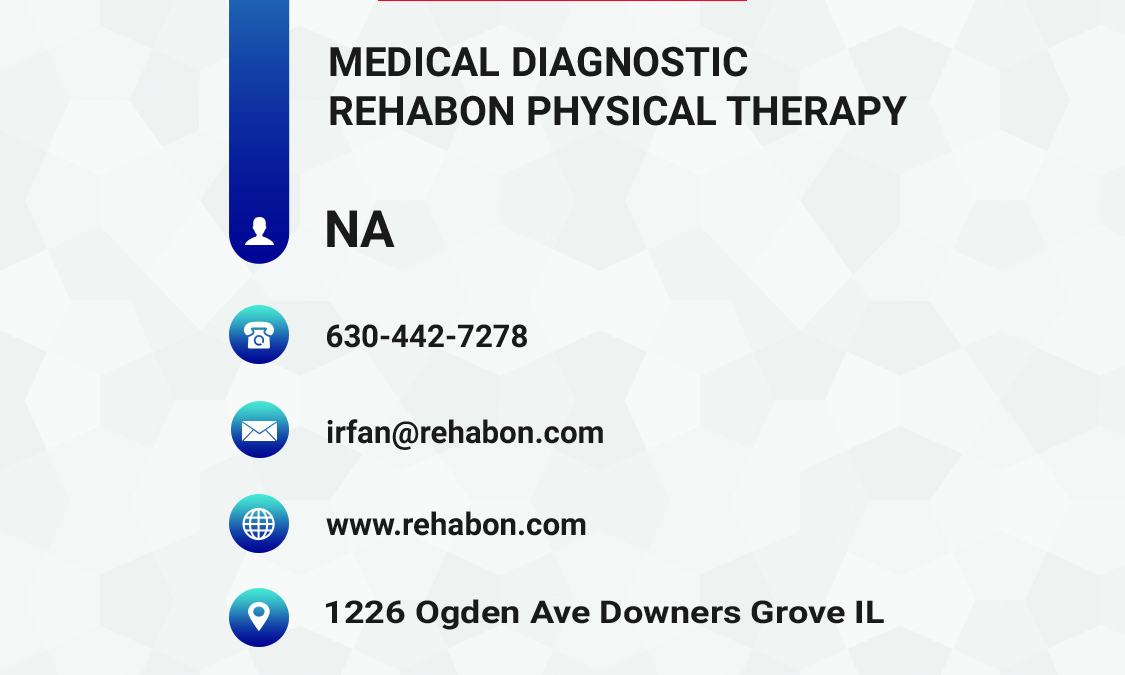 MEDICAL DIAGNOSTIC
REHABON PHYSICAL THERAPY
NA
630-442-7278
irfan@rehabon.com
www.rehabon.com
1226 Ogden Ave Downers Grove IL